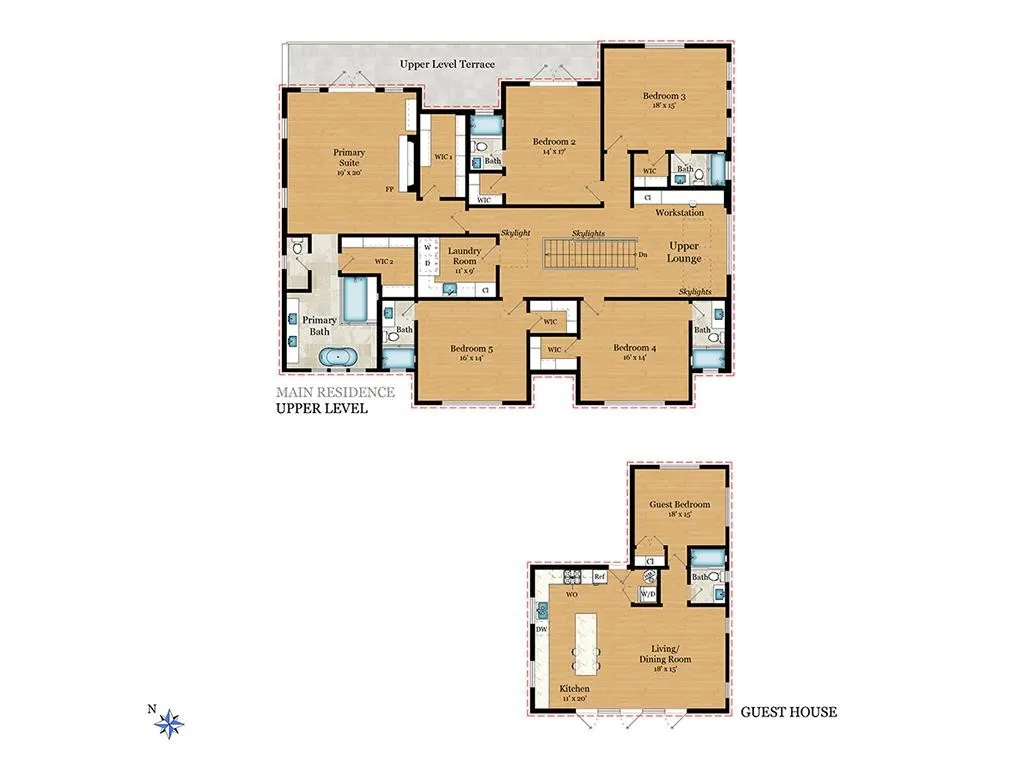 Upper Level Terrace
Bedroom 3
18' x 15'
Primary
Suite
19' x 20'
WIC 1
Bath
Bedroom 2
14' x 17'
FP
WIC
WIC
Bath
Cl
Workstation
Skylight
Skylights
Upper
Lounge
W
D
Laundry
Room
11' x 9'
Dn
WIC 2
Cl
Skylights
Primary
Bath
Bath
WIC
Bath
Bedroom 5
16' x 14'
WIC
Bedroom 4
16' x 14'
MAIN RESIDENCE
UPPER LEVEL
Guest Bedroom
18' x 15'
Cl
Ref
Bath
WO
W/D
DW
Living/
Dining Room
18' x 15'
Kitchen
11' x 20'
N
GUEST HOUSE